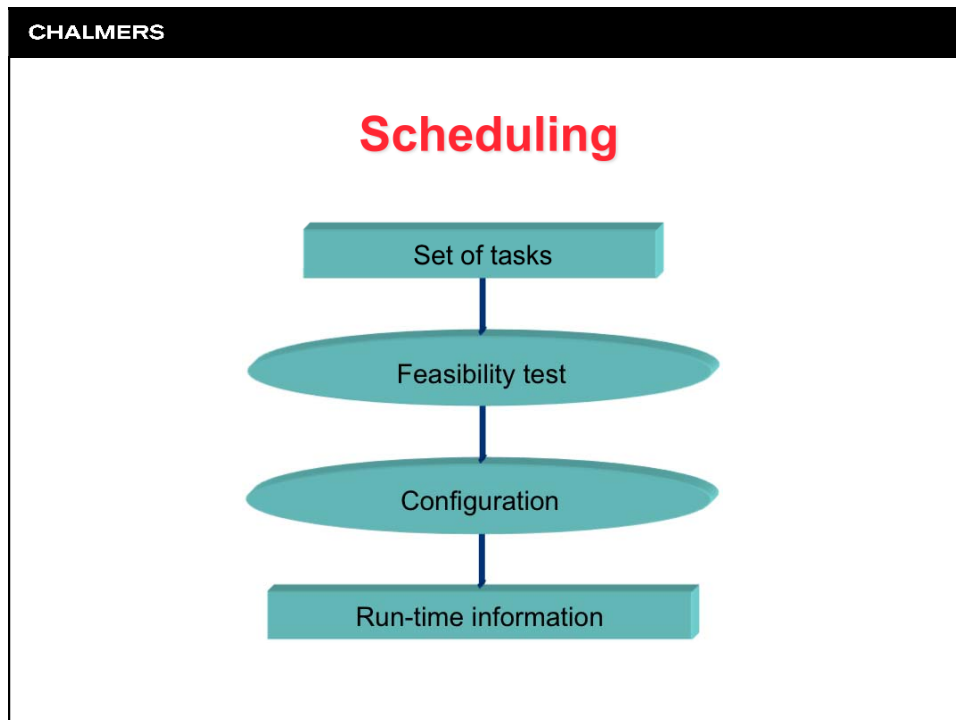 CHALMERS
Scheduling
Set of tasks
Feasibility test
Configuration
Run-time information